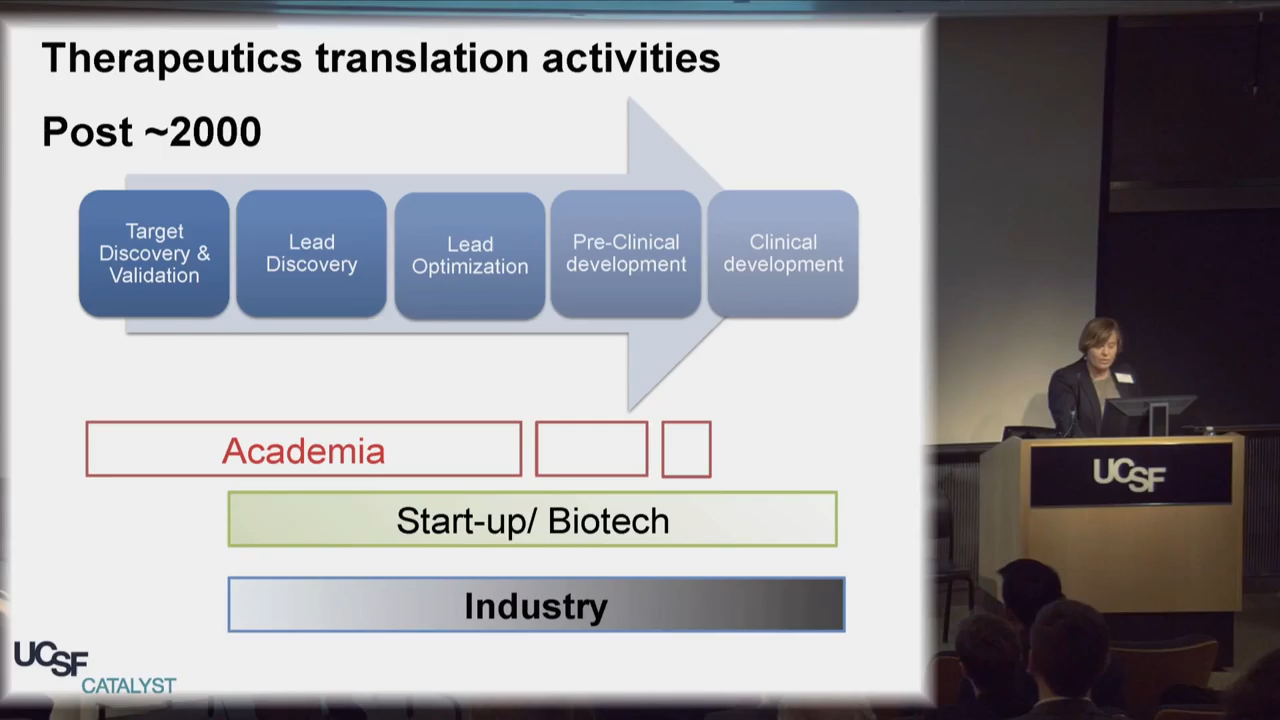 Therapeutics translation activities
Post ~2000
Target
Discovery &
Validation
Lead
Discovery
Lead
Optimization
Pre-Clinical
development
Clinical
development
Academia
Start-up/ Biotech
Industry
UCSF
CATALYST
UCSF